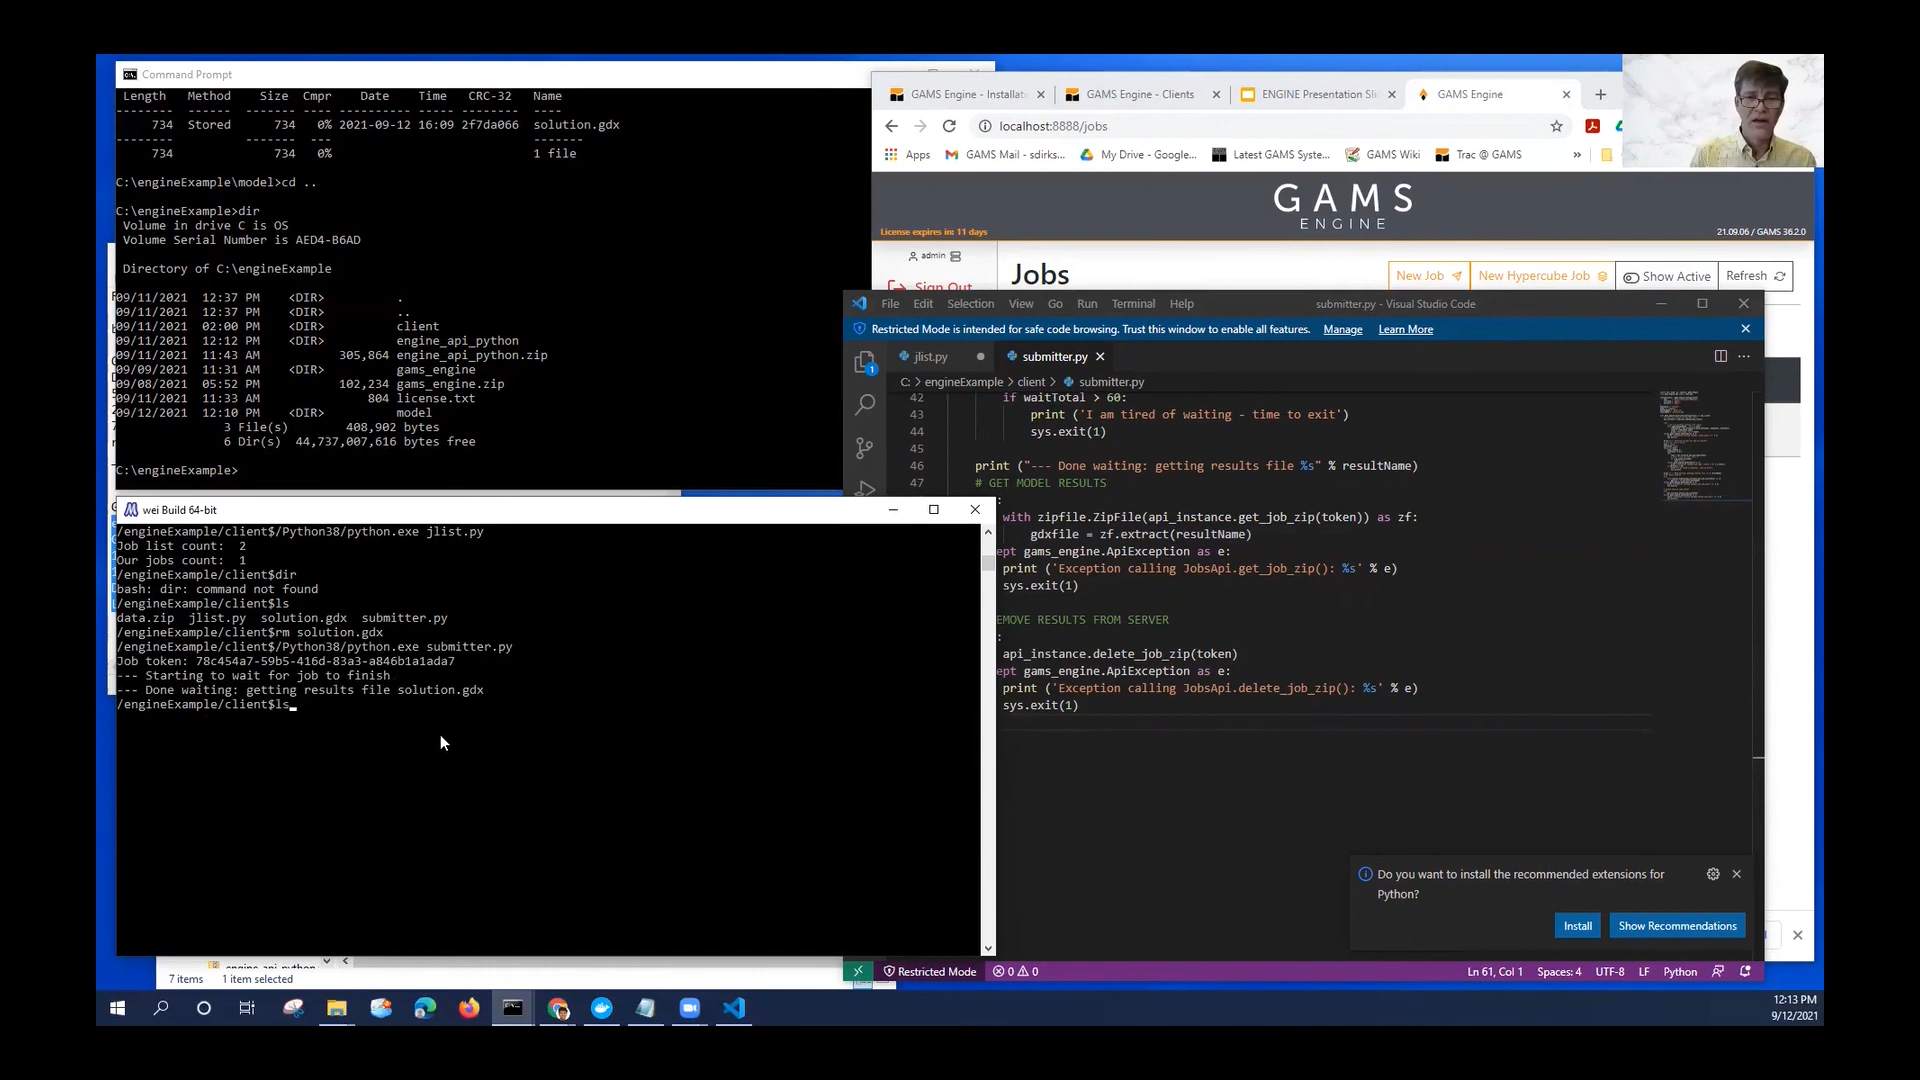 Command Prompt
Length Method Size Cmpr Date Time CRC-32 Name
-------- ------ ------- ---- ---------- ----- -------- ----
734 Stored 734 0% 2021-09-12 16:09 2f7da066 solution.gdx
-------- ------- --- -------
734 734 0% 1 file
C:\engineExample\model>cd ..
C:\engineExample>dir
Volume in drive C is OS
Volume Serial Number is AED4-B6AD
Directory of C:\engineExample
09/11/2021 12:37 PM <DIR> .
09/11/2021 12:37 PM <DIR> ..
09/11/2021 02:00 PM <DIR> client
09/11/2021 12:12 PM <DIR> engine_api_python
09/11/2021 11:43 AM 305,864 engine_api_python.zip
09/09/2021 11:31 AM <DIR> gams_engine
09/08/2021 05:52 PM 102,234 gams_engine.zip
09/11/2021 11:33 AM 804 license.txt
09/12/2021 12:10 PM <DIR> model
3 File(s) 408,902 bytes
6 Dir(s) 44,737,007,616 bytes free
C:\engineExample>
wei Build 64-bit
/engineExample/client$/Python38/python.exe jlist.py
Job list count: 2
Our jobs count: 1
/engineExample/client$dir
bash: dir: command not found
/engineExample/client$ls
data.zip jlist.py solution.gdx submitter.py
/engineExample/client$rm solution.gdx
/engineExample/client$/Python38/python.exe submitter.py
Job token: 78c454a7-59b5-416d-83a3-a846b1a1ada7
--- Starting to wait for job to finish
--- Done waiting: getting results file solution.gdx
/engineExample/client$ls
7 items 1 item selected
GAMS Engine - Installati
GAMS Engine - Clients
ENGINE Presentation Sli
GAMS Engine
localhost:8888/jobs
Apps GAMS Mail - sdirks... My Drive - Google... Latest GAMS Syste... GAMS Wiki Trac @ GAMS »
GAMS
ENGINE
License expires in: 11 days
21.09.06 / GAMS 36.2.0
admin
Sign Out
Jobs
New Job New Hypercube Job Show Active Refresh
File Edit Selection View Go Run Terminal Help submitter.py - Visual Studio Code
Restricted Mode is intended for safe code browsing. Trust this window to enable all features. Manage Learn More
jlist.py submitter.py
C: > engineExample > client > submitter.py
42 if waitTotal > 60:
43 print ('I am tired of waiting - time to exit')
44 sys.exit(1)
45
46 print ("--- Done waiting: getting results file %s" % resultName)
47 # GET MODEL RESULTS
:
with zipfile.ZipFile(api_instance.get_job_zip(token)) as zf:
gdxfile = zf.extract(resultName)
ept gams_engine.ApiException as e:
print ('Exception calling JobsApi.get_job_zip(): %s' % e)
sys.exit(1)
EMOVE RESULTS FROM SERVER
:
api_instance.delete_job_zip(token)
ept gams_engine.ApiException as e:
print ('Exception calling JobsApi.delete_job_zip(): %s' % e)
sys.exit(1)
Do you want to install the recommended extensions for
Python?
Install Show Recommendations
Restricted Mode 0 0 Ln 61, Col 1 Spaces: 4 UTF-8 LF Python
12:13 PM
9/12/2021